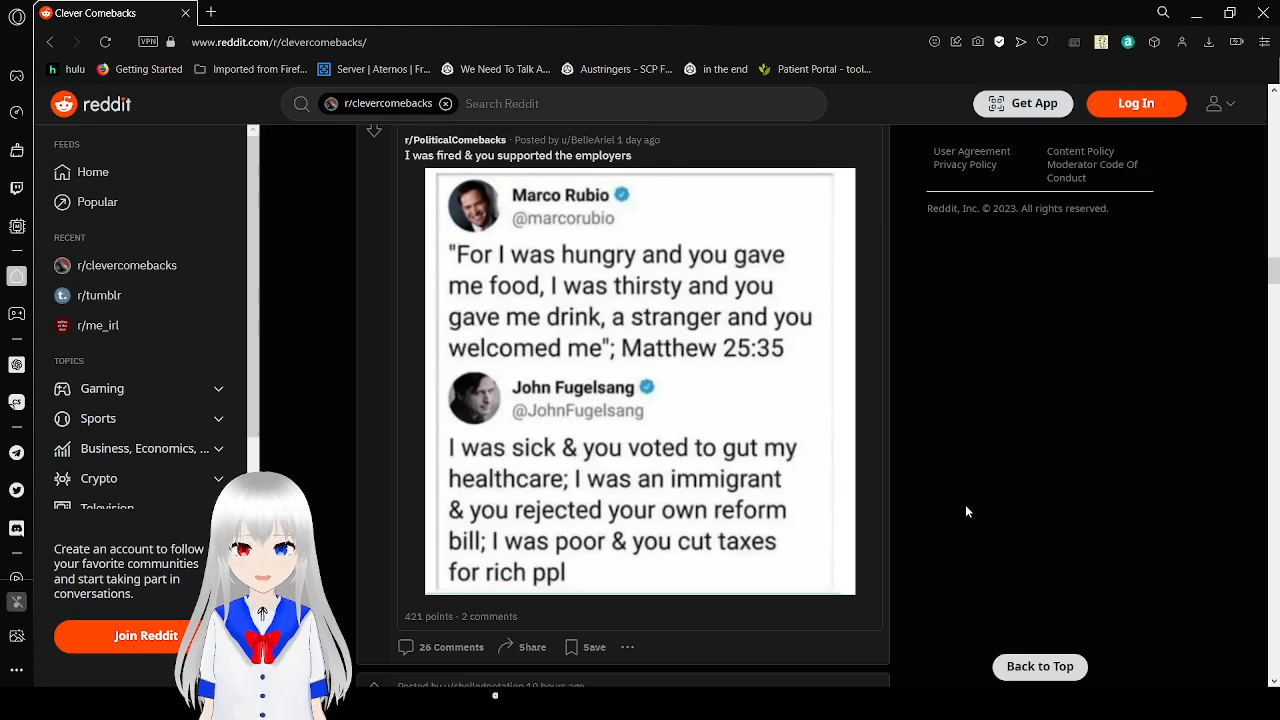 Clever Comebacks
VPN
www.reddit.com/r/clevercomebacks/
h hulu
Getting Started
Imported from Firef...
Server | Aternos | Fr...
We Need To Talk A...
Austringers - SCP F...
in the end
Patient Portal - tool...
reddit
r/clevercomebacks
Search Reddit
Get App
Log In
FEEDS
Home
Popular
RECENT
r/clevercomebacks
r/tumblr
r/me_irl
TOPICS
Gaming
Sports
Business, Economics, ...
Crypto
Television
Create an account to follow
your favorite communities
and start taking part in
conversations.
Join Reddit
r/PoliticalComebacks · Posted by u/BelleAriel 1 day ago
I was fired & you supported the employers
Marco Rubio
@marcorubio
"For I was hungry and you gave
me food, I was thirsty and you
gave me drink, a stranger and you
welcomed me"; Matthew 25:35
John Fugelsang
@JohnFugelsang
I was sick & you voted to gut my
healthcare; I was an immigrant
& you rejected your own reform
bill; I was poor & you cut taxes
for rich ppl
421 points · 2 comments
26 Comments
Share
Save
User Agreement
Privacy Policy
Content Policy
Moderator Code Of
Conduct
Reddit, Inc. © 2023. All rights reserved.
Back to Top